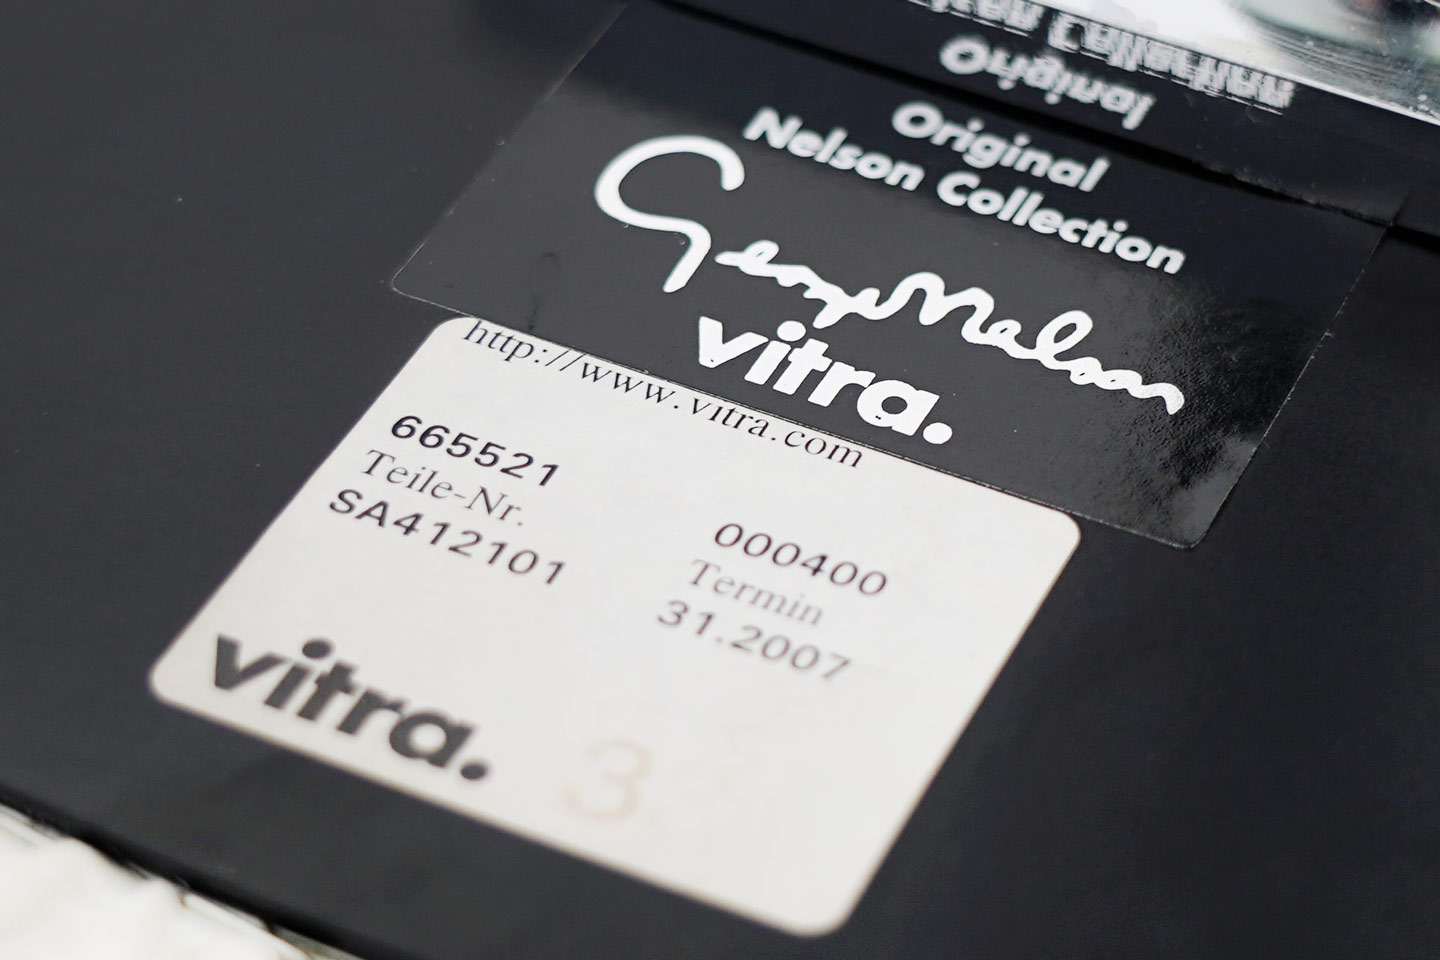 Original
Nelson Collection
George Nelson
vitra.
http://www.vitra.com
665521
Teile-Nr.
SA412101
000400
Termin
31.2007
vitra.
3